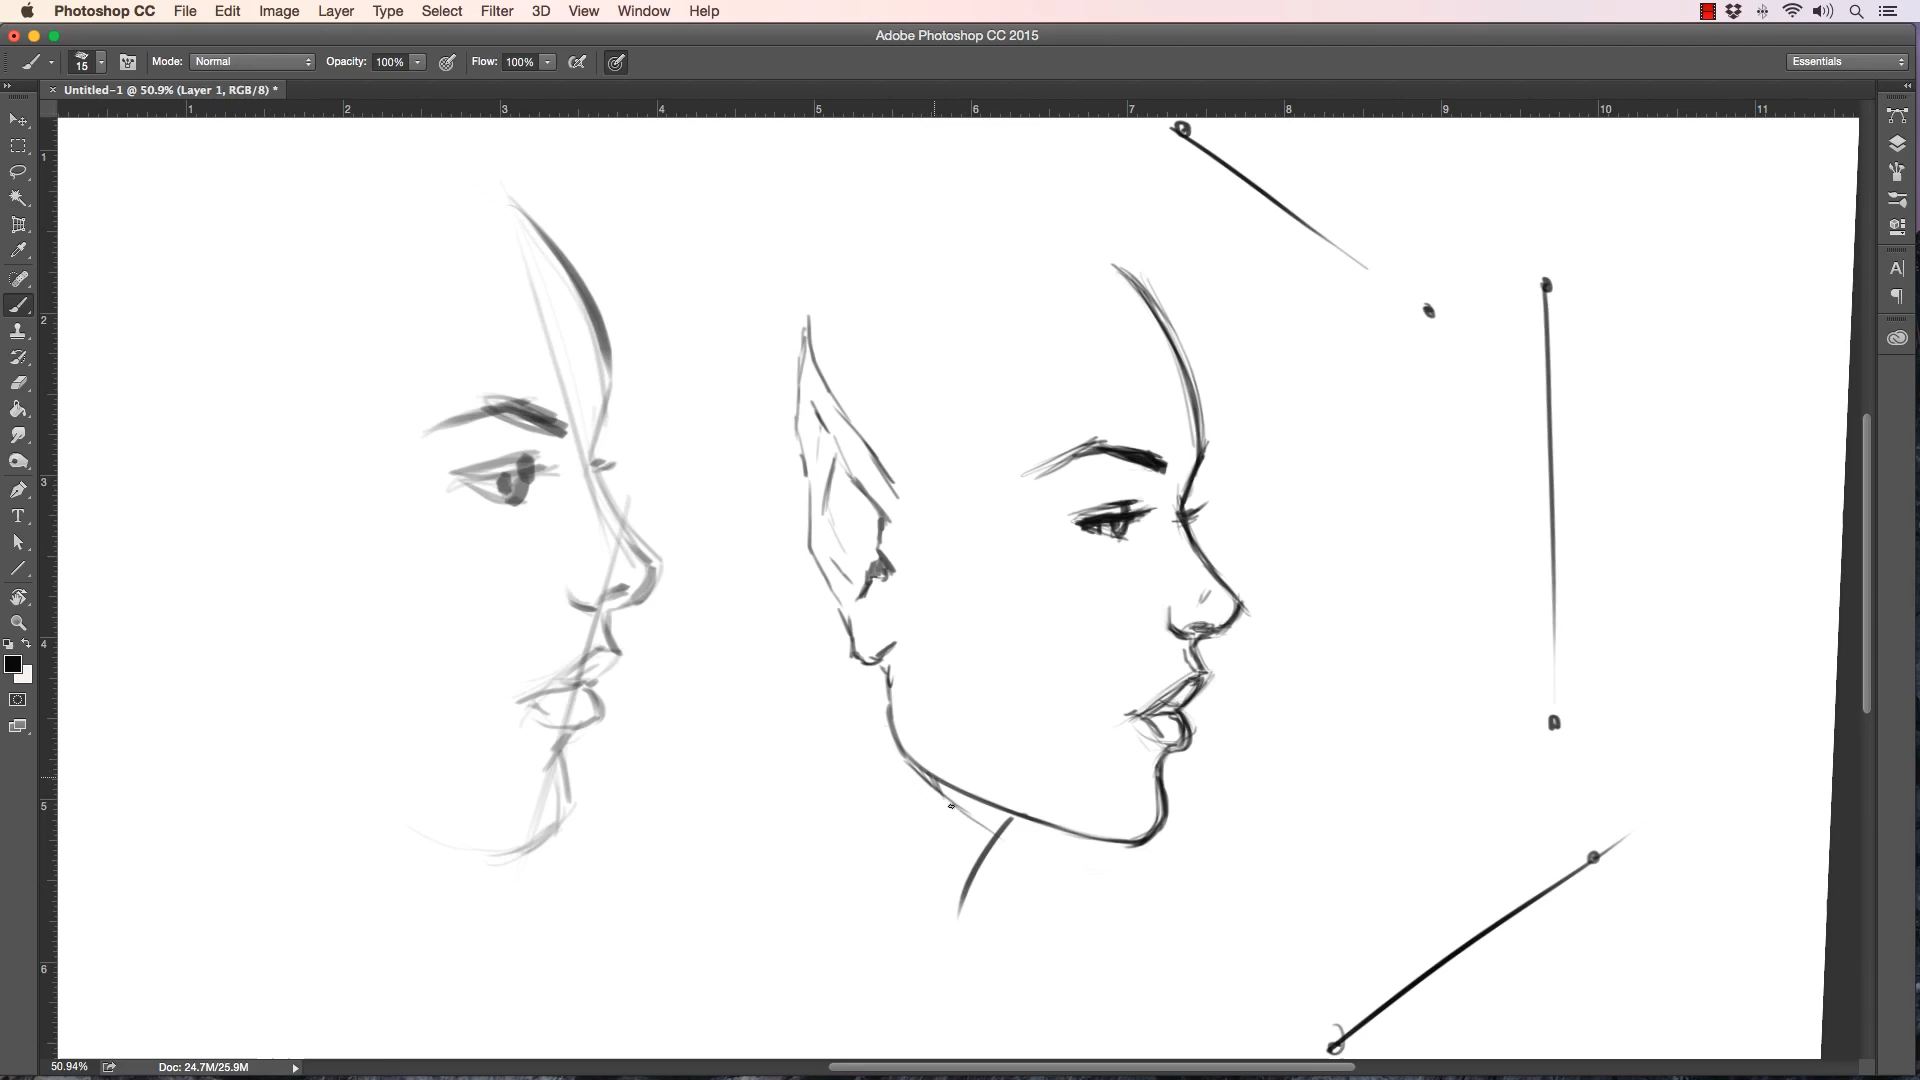 Photoshop CC File Edit Image Layer Type Select Filter 3D View Window Help
Adobe Photoshop CC 2015
15 Mode: Normal Opacity: 100% Flow: 100% Essentials
× Untitled-1 @ 50.9% (Layer 1, RGB/8) *
1 2 3 4 5 6 7 8 9 10 11
1
2
3
4
5
6
T
A
50.94% Doc: 24.7M/25.9M